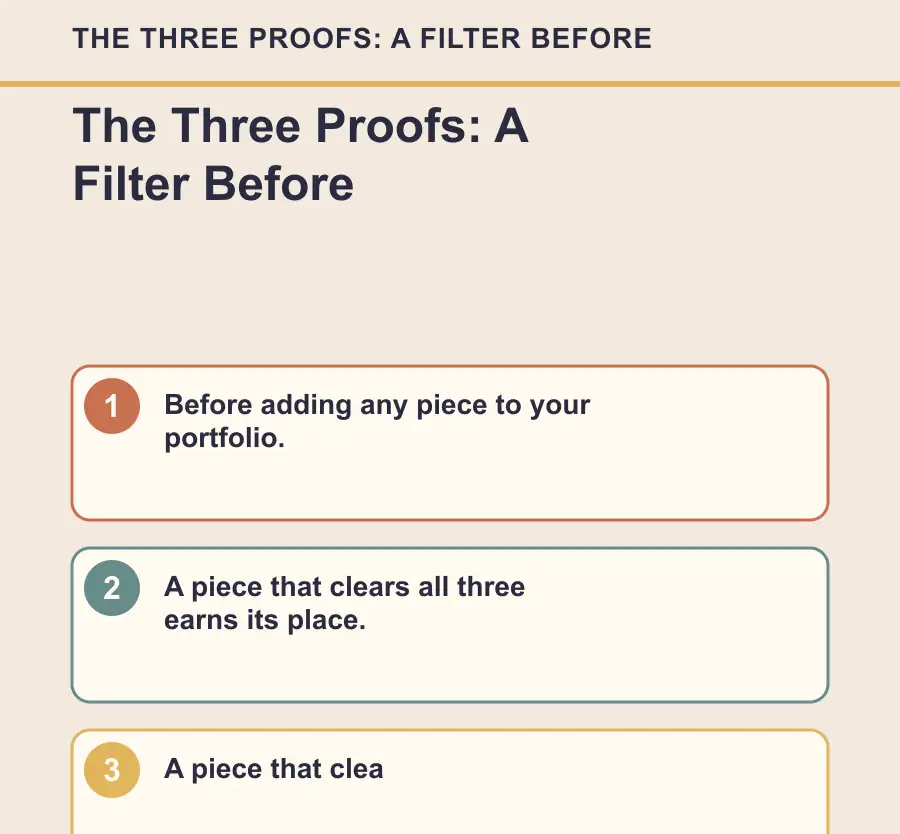 THE THREE PROOFS: A FILTER BEFORE
The Three Proofs: A
Filter Before
1
Before adding any piece to your
portfolio.
2
A piece that clears all three
earns its place.
3
A piece that clea